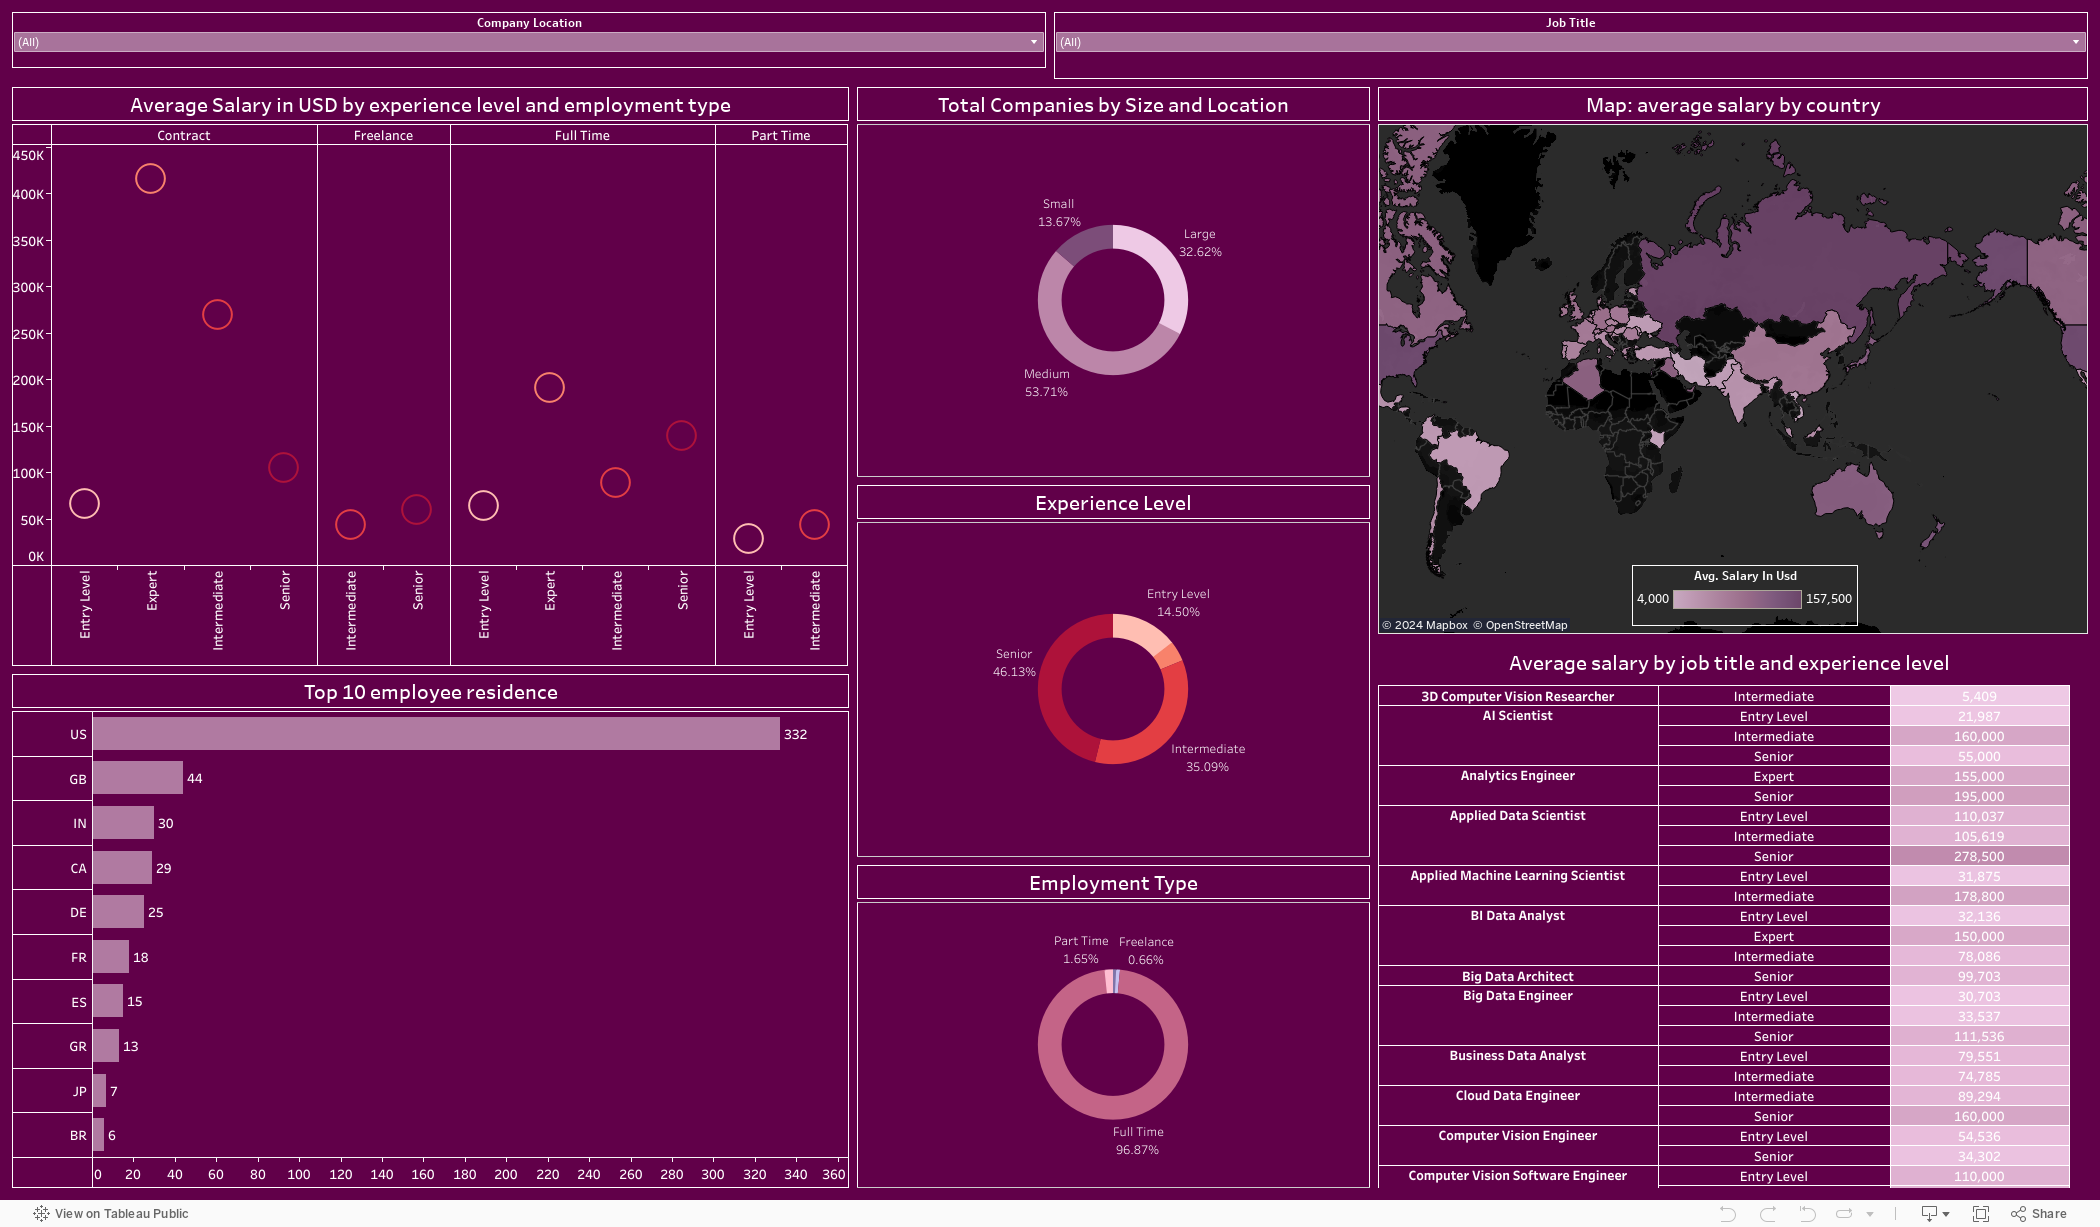 Company Location
(All)
Job Title
(All)
Average Salary in USD by experience level and employment type
Contract
Freelance
Full Time
Part Time
450K
400K
350K
300K
250K
200K
150K
100K
50K
0K
Entry Level
Expert
Intermediate
Senior
Intermediate
Senior
Entry Level
Expert
Intermediate
Senior
Entry Level
Intermediate
Top 10 employee residence
US 332
GB 44
IN 30
CA 29
DE 25
FR 18
ES 15
GR 13
JP 7
BR 6
0 20 40 60 80 100 120 140 160 180 200 220 240 260 280 300 320 340 360
Total Companies by Size and Location
Small
13.67%
Large
32.62%
Medium
53.71%
Experience Level
Entry Level
14.50%
Senior
46.13%
Intermediate
35.09%
Employment Type
Part Time
1.65%
Freelance
0.66%
Full Time
96.87%
Map: average salary by country
Avg. Salary In Usd
4,000 157,500
© 2024 Mapbox © OpenStreetMap
Average salary by job title and experience level
3D Computer Vision Researcher Intermediate 5,409
AI Scientist Entry Level 21,987
Intermediate 160,000
Senior 55,000
Analytics Engineer Expert 155,000
Senior 195,000
Applied Data Scientist Entry Level 110,037
Intermediate 105,619
Senior 278,500
Applied Machine Learning Scientist Entry Level 31,875
Intermediate 178,800
BI Data Analyst Entry Level 32,136
Expert 150,000
Intermediate 78,086
Big Data Architect Senior 99,703
Big Data Engineer Entry Level 30,703
Intermediate 33,537
Senior 111,536
Business Data Analyst Entry Level 79,551
Intermediate 74,785
Cloud Data Engineer Intermediate 89,294
Senior 160,000
Computer Vision Engineer Entry Level 54,536
Senior 34,302
Computer Vision Software Engineer Entry Level 110,000
View on Tableau Public
Share